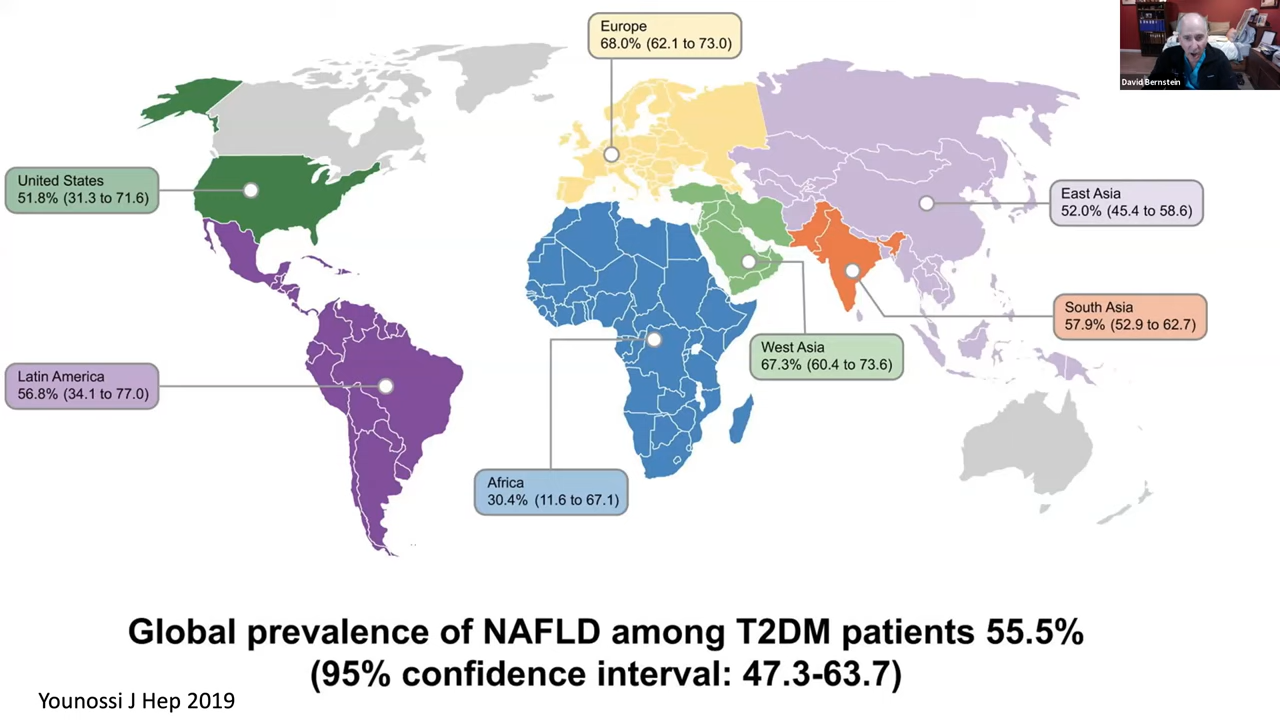 Europe
68.0% (62.1 to 73.0)
David Bernstein
United States
51.8% (31.3 to 71.6)
East Asia
52.0% (45.4 to 58.6)
South Asia
57.9% (52.9 to 62.7)
West Asia
67.3% (60.4 to 73.6)
Latin America
56.8% (34.1 to 77.0)
Africa
30.4% (11.6 to 67.1)
Global prevalence of NAFLD among T2DM patients 55.5%
(95% confidence interval: 47.3-63.7)
Younossi J Hep 2019